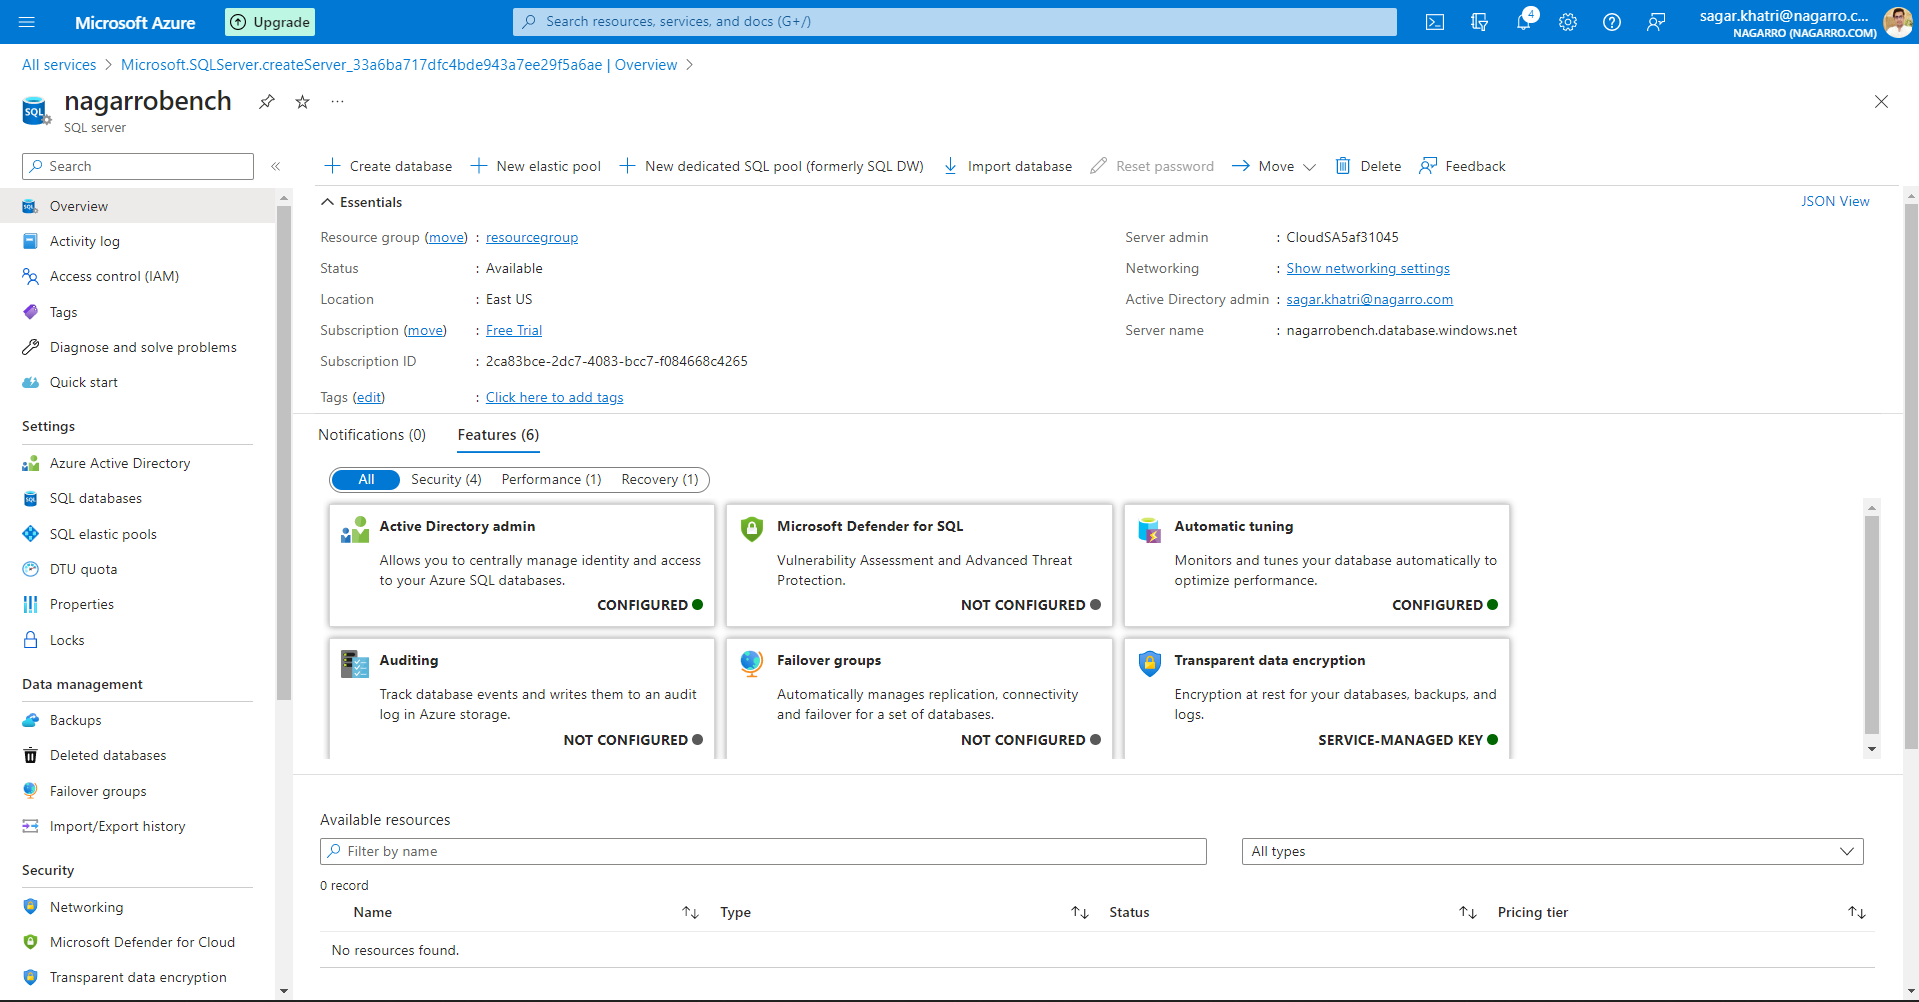 Microsoft Azure
Upgrade
Search resources, services, and docs (G+/)
4
sagar.khatri@nagarro.c...
NAGARRO (NAGARRO.COM)
All services > Microsoft.SQLServer.createServer_33a6ba717dfc4bde943a7ee29f5a6ae | Overview >
SQL
nagarrobench
...
SQL server
Search
«
Create database
New elastic pool
New dedicated SQL pool (formerly SQL DW)
Import database
Reset password
Move
Delete
Feedback
Overview
Activity log
Access control (IAM)
Tags
Diagnose and solve problems
Quick start
Settings
Azure Active Directory
SQL databases
SQL elastic pools
DTU quota
Properties
Locks
Data management
Backups
Deleted databases
Failover groups
Import/Export history
Security
Networking
Microsoft Defender for Cloud
Transparent data encryption
Essentials
JSON View
Resource group (move) : resourcegroup
Status : Available
Location : East US
Subscription (move) : Free Trial
Subscription ID : 2ca83bce-2dc7-4083-bcc7-f084668c4265
Tags (edit) : Click here to add tags
Server admin : CloudSA5af31045
Networking : Show networking settings
Active Directory admin : sagar.khatri@nagarro.com
Server name : nagarrobench.database.windows.net
Notifications (0)
Features (6)
All
Security (4)
Performance (1)
Recovery (1)
Active Directory admin
Allows you to centrally manage identity and access
to your Azure SQL databases.
CONFIGURED
Microsoft Defender for SQL
Vulnerability Assessment and Advanced Threat
Protection.
NOT CONFIGURED
Automatic tuning
Monitors and tunes your database automatically to
optimize performance.
CONFIGURED
Auditing
Track database events and writes them to an audit
log in Azure storage.
NOT CONFIGURED
Failover groups
Automatically manages replication, connectivity
and failover for a set of databases.
NOT CONFIGURED
Transparent data encryption
Encryption at rest for your databases, backups, and
logs.
SERVICE-MANAGED KEY
Available resources
Filter by name
All types
0 record
Name
Type
Status
Pricing tier
No resources found.